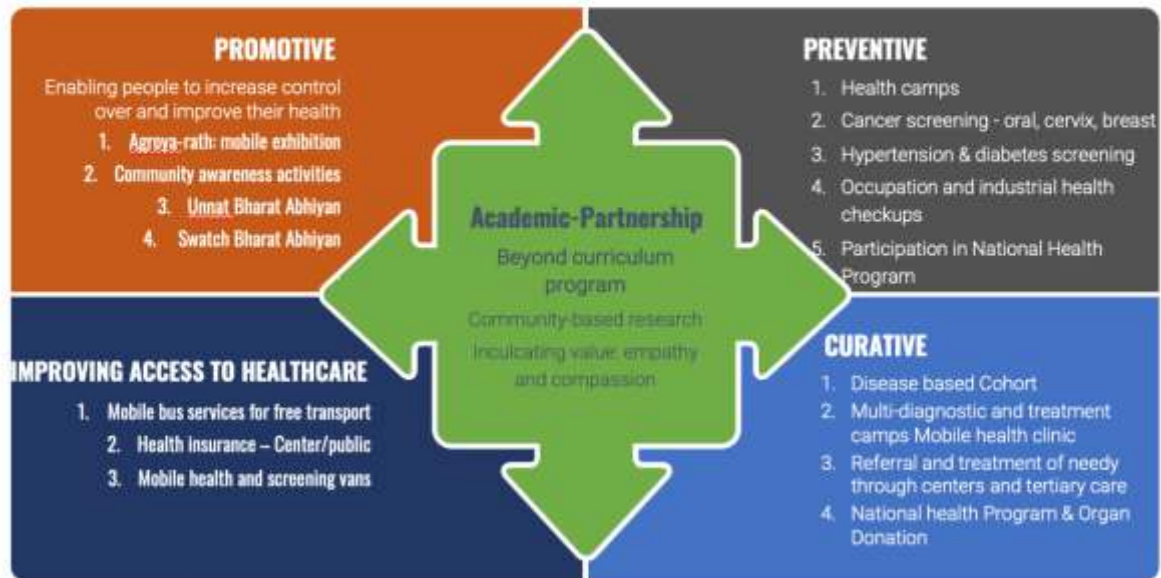 PROMOTIVE
Enabling people to increase control
over and improve their health
1. Agroya-rath: mobile exhibition
2. Community awareness activities
3. Unnat Bharat Abhiyan
4. Swatch Bharat Abhiyan
PREVENTIVE
1. Health camps
2. Cancer screening - oral, cervix, breast
3. Hypertension & diabetes screening
4. Occupation and industrial health
checkups
5. Participation in National Health
Program
Academic-Partnership
Beyond curriculum
program
Community-based research
Inculcating value, empathy
and compassion
IMPROVING ACCESS TO HEALTHCARE
1. Mobile bus services for free transport
2. Health insurance – Center/public
3. Mobile health and screening vans
CURATIVE
1. Disease based Cohort
2. Multi-diagnostic and treatment
camps Mobile health clinic
3. Referral and treatment of needy
through centers and tertiary care
4. National health Program & Organ
Donation